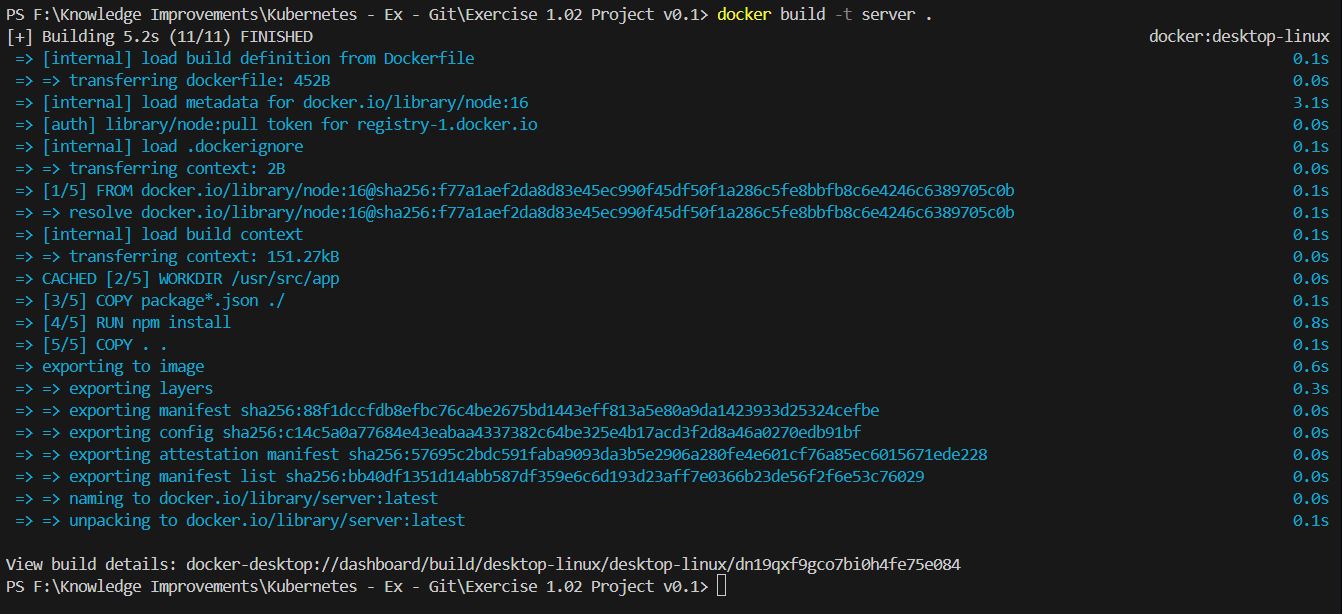 PS F:\Knowledge Improvements\Kubernetes - Ex - Git\Exercise 1.02 Project v0.1> docker build -t server .
[+] Building 5.2s (11/11) FINISHED docker:desktop-linux
=> [internal] load build definition from Dockerfile 0.1s
=> => transferring dockerfile: 452B 0.0s
=> [internal] load metadata for docker.io/library/node:16 3.1s
=> [auth] library/node:pull token for registry-1.docker.io 0.0s
=> [internal] load .dockerignore 0.1s
=> => transferring context: 2B 0.0s
=> [1/5] FROM docker.io/library/node:16@sha256:f77a1aef2da8d83e45ec990f45df50f1a286c5fe8bbfb8c6e4246c6389705c0b 0.1s
=> => resolve docker.io/library/node:16@sha256:f77a1aef2da8d83e45ec990f45df50f1a286c5fe8bbfb8c6e4246c6389705c0b 0.1s
=> [internal] load build context 0.1s
=> => transferring context: 151.27kB 0.0s
=> CACHED [2/5] WORKDIR /usr/src/app 0.0s
=> [3/5] COPY package*.json ./ 0.1s
=> [4/5] RUN npm install 0.8s
=> [5/5] COPY . . 0.1s
=> exporting to image 0.6s
=> => exporting layers 0.3s
=> => exporting manifest sha256:88f1dccfdb8efbc76c4be2675bd1443eff813a5e80a9da1423933d25324cefbe 0.0s
=> => exporting config sha256:c14c5a0a77684e43eabaa4337382c64be325e4b17acd3f2d8a46a0270edb91bf 0.0s
=> => exporting attestation manifest sha256:57695c2bdc591faba9093da3b5e2906a280fe4e601cf76a85ec6015671ede228 0.0s
=> => exporting manifest list sha256:bb40df1351d14abb587df359e6c6d193d23aff7e0366b23de56f2f6e53c76029 0.0s
=> => naming to docker.io/library/server:latest 0.0s
=> => unpacking to docker.io/library/server:latest 0.1s
View build details: docker-desktop://dashboard/build/desktop-linux/desktop-linux/dn19qxf9gco7bi0h4fe75e084
PS F:\Knowledge Improvements\Kubernetes - Ex - Git\Exercise 1.02 Project v0.1>